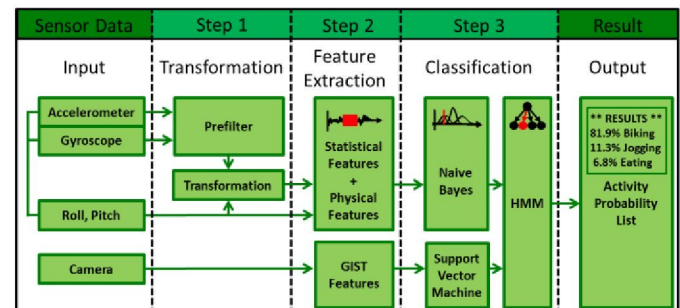 Sensor Data
Step 1
Step 2
Step 3
Result
Input
Transformation
Feature
Extraction
Classification
Output
Accelerometer
Gyroscope
Roll, Pitch
Camera
Prefilter
Transformation
Statistical
Features
+
Physical
Features
GIST
Features
Naive
Bayes
Support
Vector
Machine
HMM
** RESULTS **
81.9% Biking
11.3% Jogging
6.8% Eating
Activity
Probability
List